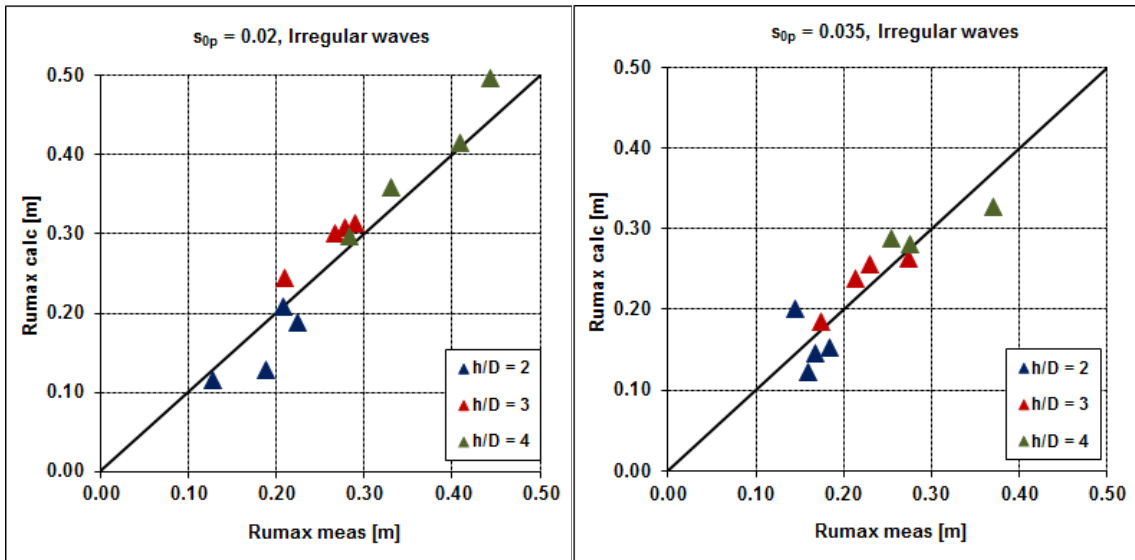 s0p = 0.02, Irregular waves
0.50
0.40
0.30
0.20
0.10
0.00
Rumax calc [m]
h/D = 2
h/D = 3
h/D = 4
0.00 0.10 0.20 0.30 0.40 0.50
Rumax meas [m]
s0p = 0.035, Irregular waves
0.50
0.40
0.30
0.20
0.10
0.00
Rumax calc [m]
h/D = 2
h/D = 3
h/D = 4
0.00 0.10 0.20 0.30 0.40 0.50
Rumax meas [m]